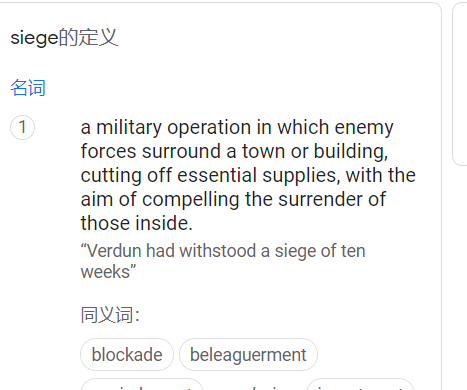 siege的定义
名词
1
a military operation in which enemy
forces surround a town or building,
cutting off essential supplies, with the
aim of compelling the surrender of
those inside.
“Verdun had withstood a siege of ten
weeks”
同义词：
blockade beleaguerment